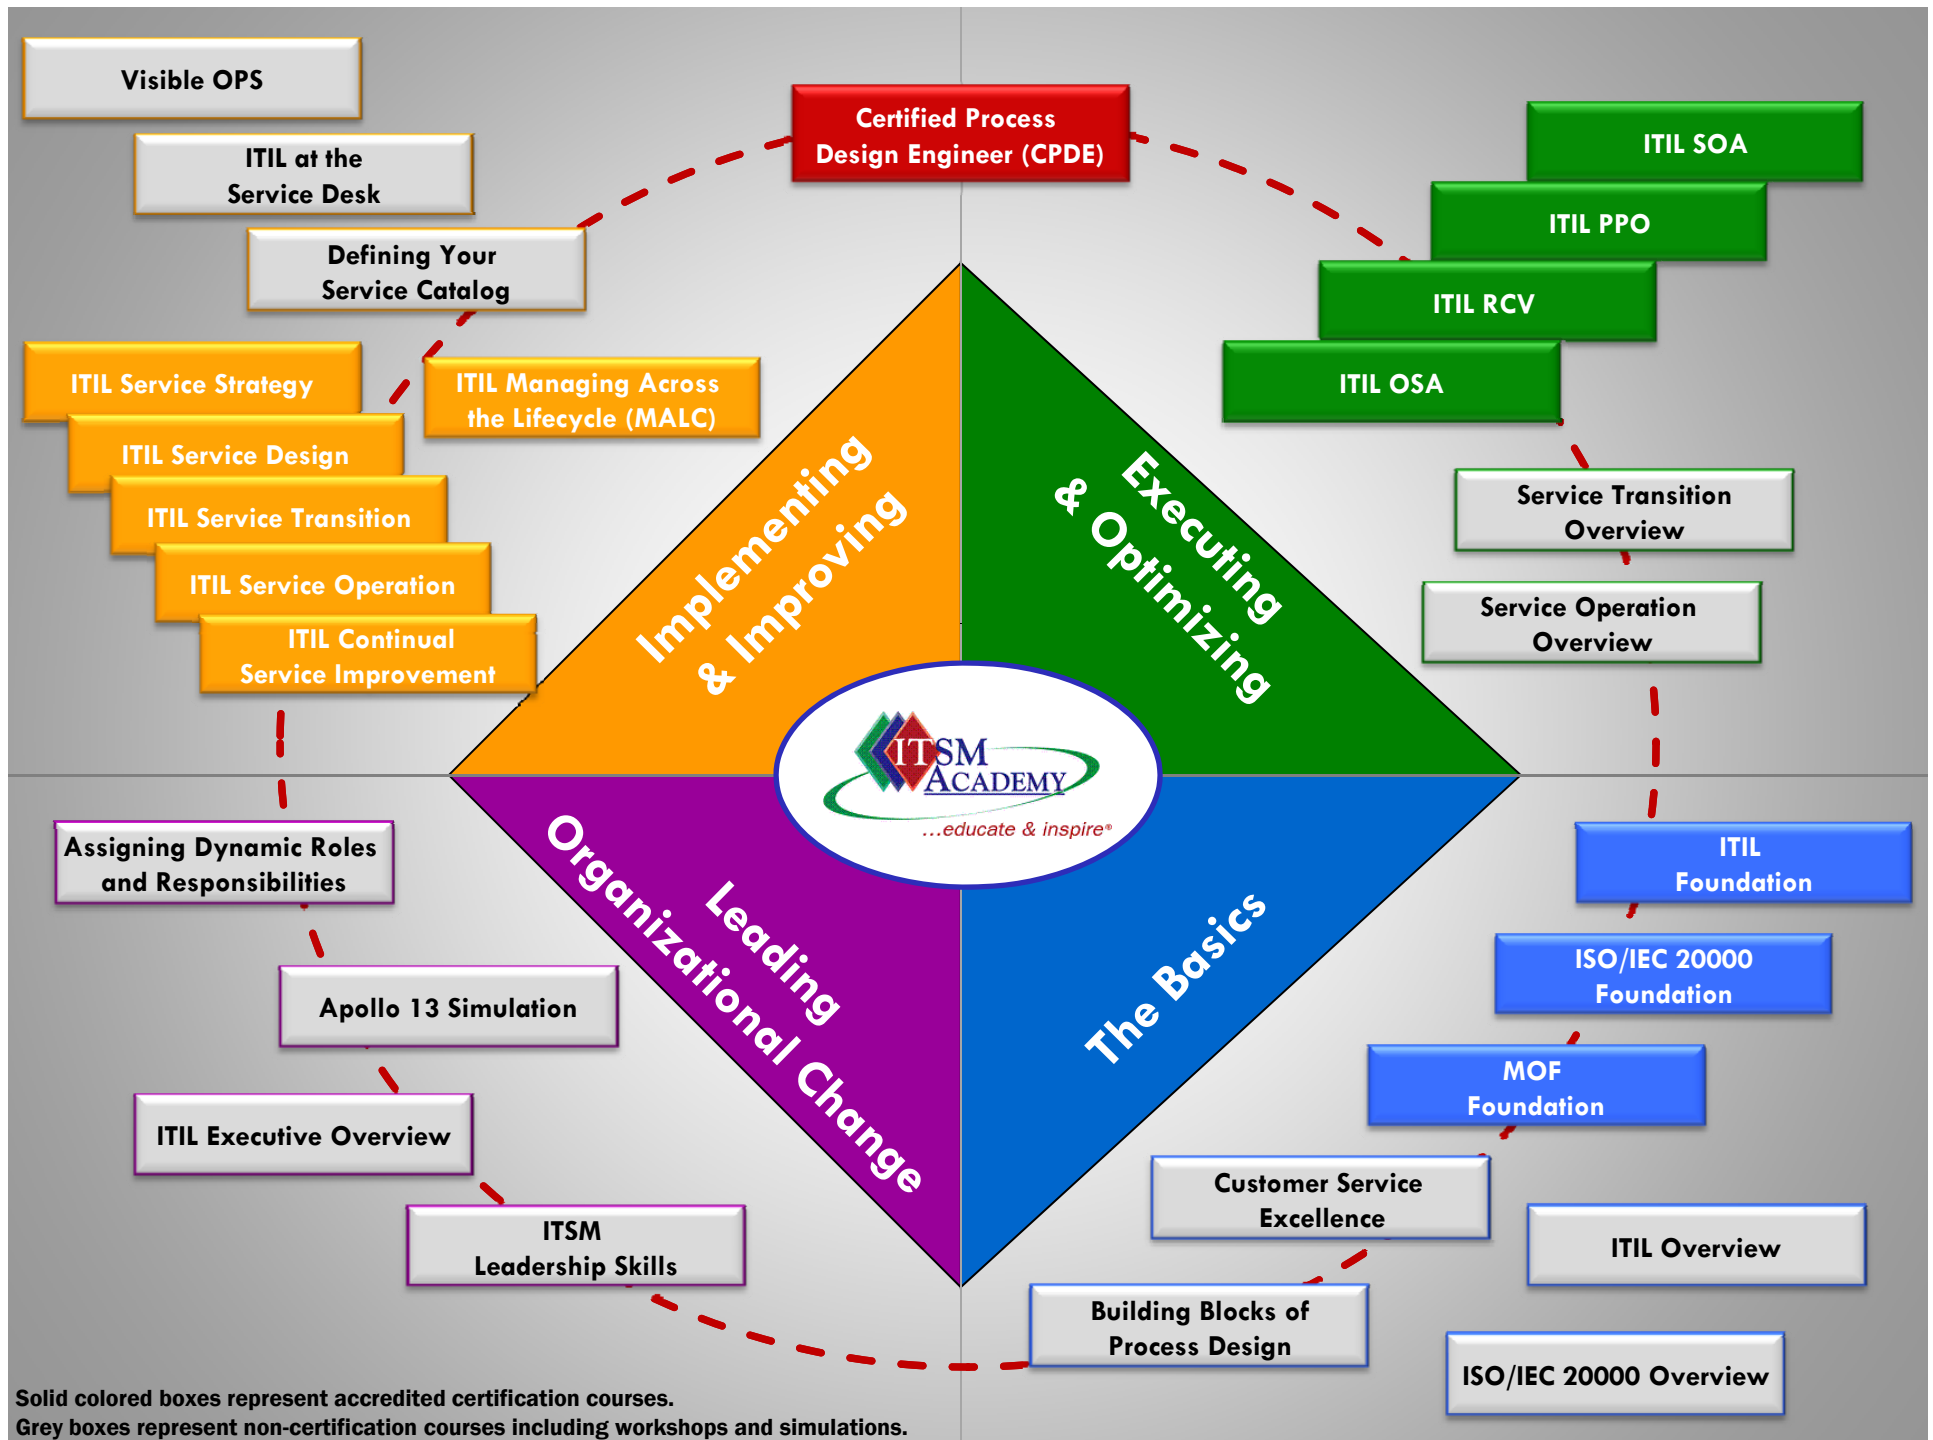 Visible OPS
ITIL at the
Service Desk
Defining Your
Service Catalog
Certified Process
Design Engineer (CPDE)
ITIL SOA
ITIL PPO
ITIL RCV
ITIL OSA
ITIL Service Strategy
ITIL Service Design
ITIL Service Transition
ITIL Service Operation
ITIL Continual
Service Improvement
ITIL Managing Across
the Lifecycle (MALC)
Implementing
& Improving
Executing
& Optimizing
Service Transition
Overview
Service Operation
Overview
ITSM
ACADEMY
...educate & inspire®
Leading
Organizational Change
The Basics
Assigning Dynamic Roles
and Responsibilities
Apollo 13 Simulation
ITIL Executive Overview
ITSM
Leadership Skills
ITIL
Foundation
ISO/IEC 20000
Foundation
MOF
Foundation
Customer Service
Excellence
ITIL Overview
Building Blocks of
Process Design
ISO/IEC 20000 Overview
Solid colored boxes represent accredited certification courses.
Grey boxes represent non-certification courses including workshops and simulations.